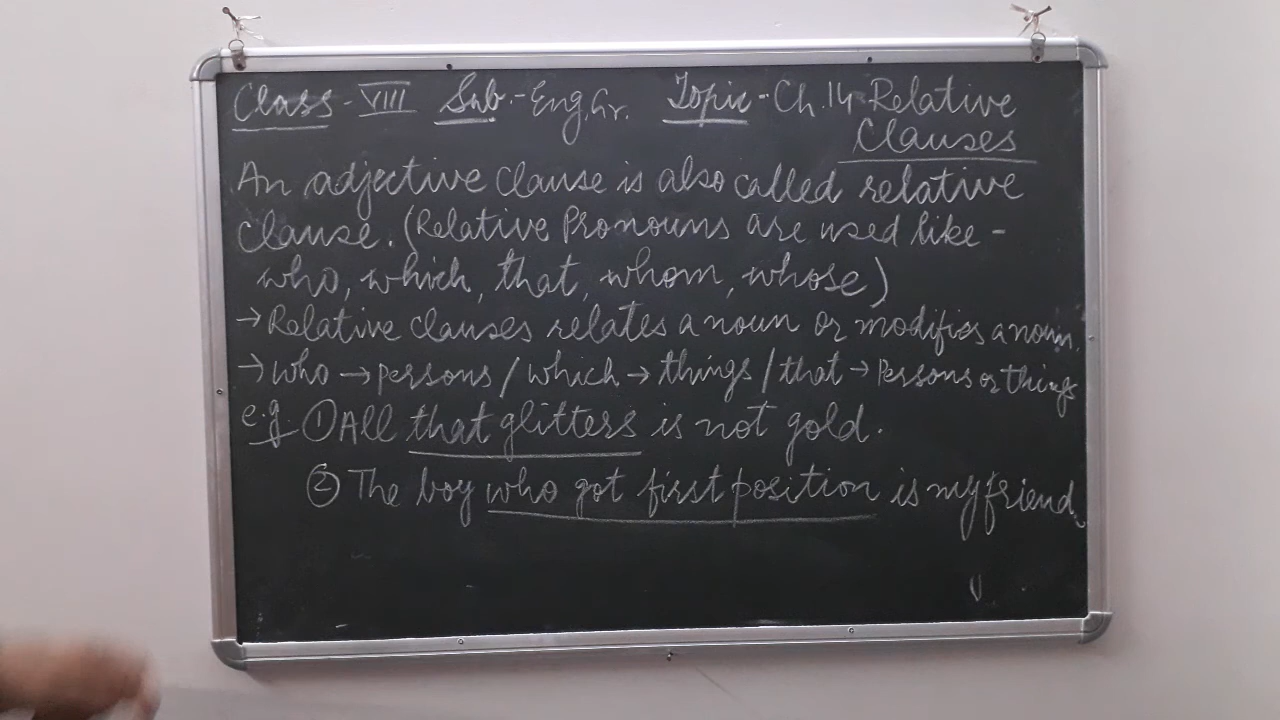 Class - VIII Sub.- Eng, Gr. Topic - Ch.14 Relative
Clauses
An adjective clause is also called relative
clause. (Relative Pronouns are used like -
who, which, that, whom, whose)
→ Relative clauses relates a noun or modifies a noun.
→ who → persons / which → things / that → Persons or things
e.g. ① All that glitters is not gold.
② The boy who got first position is my friend.